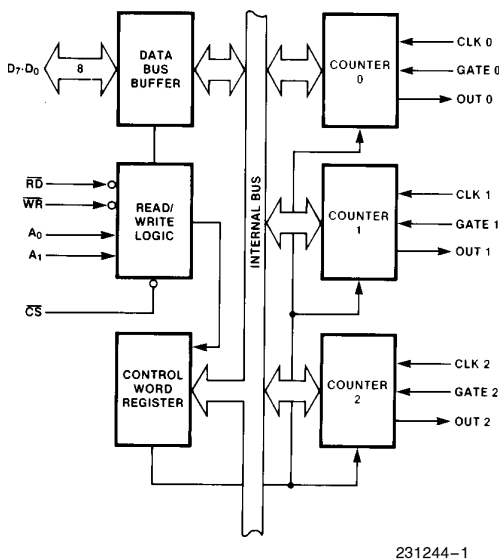 D7-D0
8
DATA
BUS
BUFFER
RD
WR
A0
A1
CS
READ/
WRITE
LOGIC
CONTROL
WORD
REGISTER
INTERNAL BUS
COUNTER
0
CLK 0
GATE 0
OUT 0
COUNTER
1
CLK 1
GATE 1
OUT 1
COUNTER
2
CLK 2
GATE 2
OUT 2
231244-1